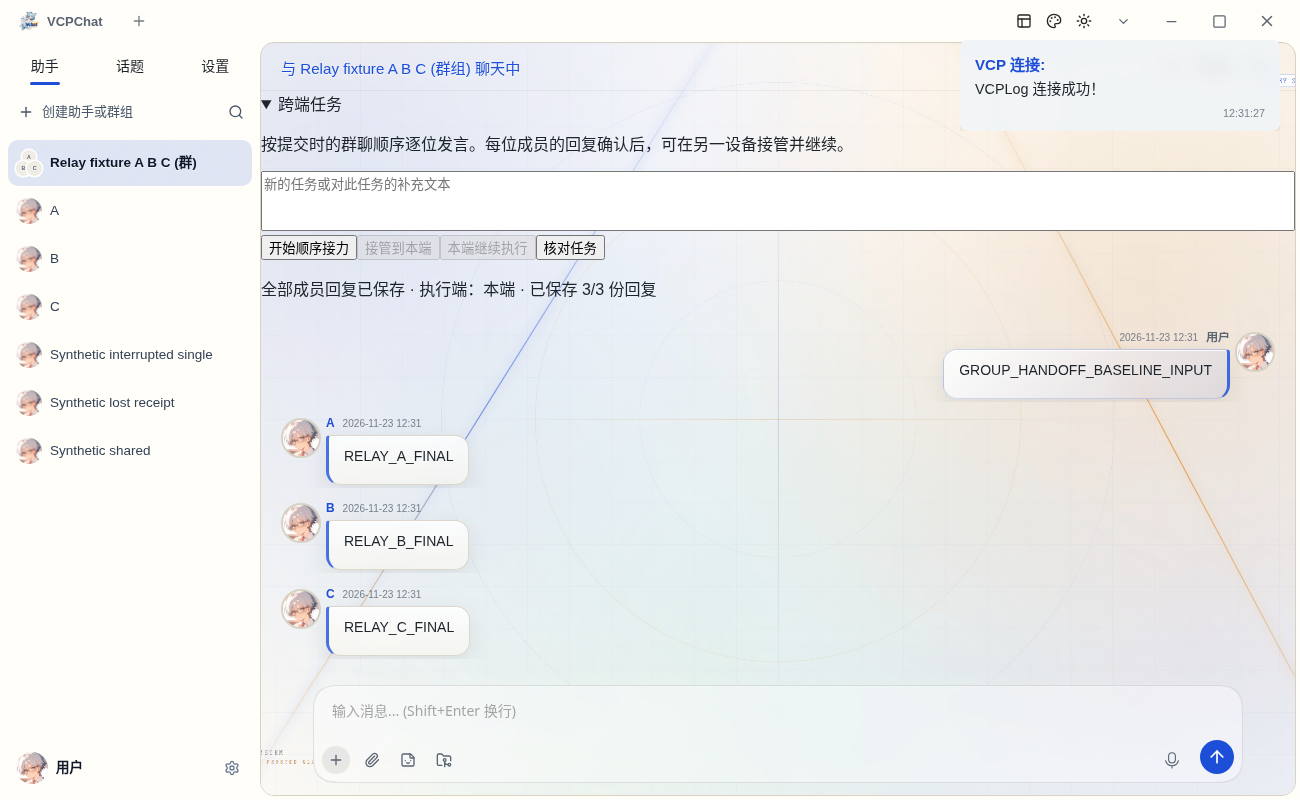 VCPChat
助手 话题 设置
创建助手或群组
Relay fixture A B C (群)
A
B
C
Synthetic interrupted single
Synthetic lost receipt
Synthetic shared
用户
与 Relay fixture A B C (群组) 聊天中
VCP 连接:
VCPLog 连接成功!
12:31:27
▼ 跨端任务
按提交时的群聊顺序逐位发言。每位成员的回复确认后，可在另一设备接管并继续。
新的任务或对此任务的补充文本
开始顺序接力 接管到本端 本端继续执行 核对任务
全部成员回复已保存 · 执行端：本端 · 已保存 3/3 份回复
2026-11-23 12:31 用户
GROUP_HANDOFF_BASELINE_INPUT
A 2026-11-23 12:31
RELAY_A_FINAL
B 2026-11-23 12:31
RELAY_B_FINAL
C 2026-11-23 12:31
RELAY_C_FINAL
输入消息... (Shift+Enter 换行)